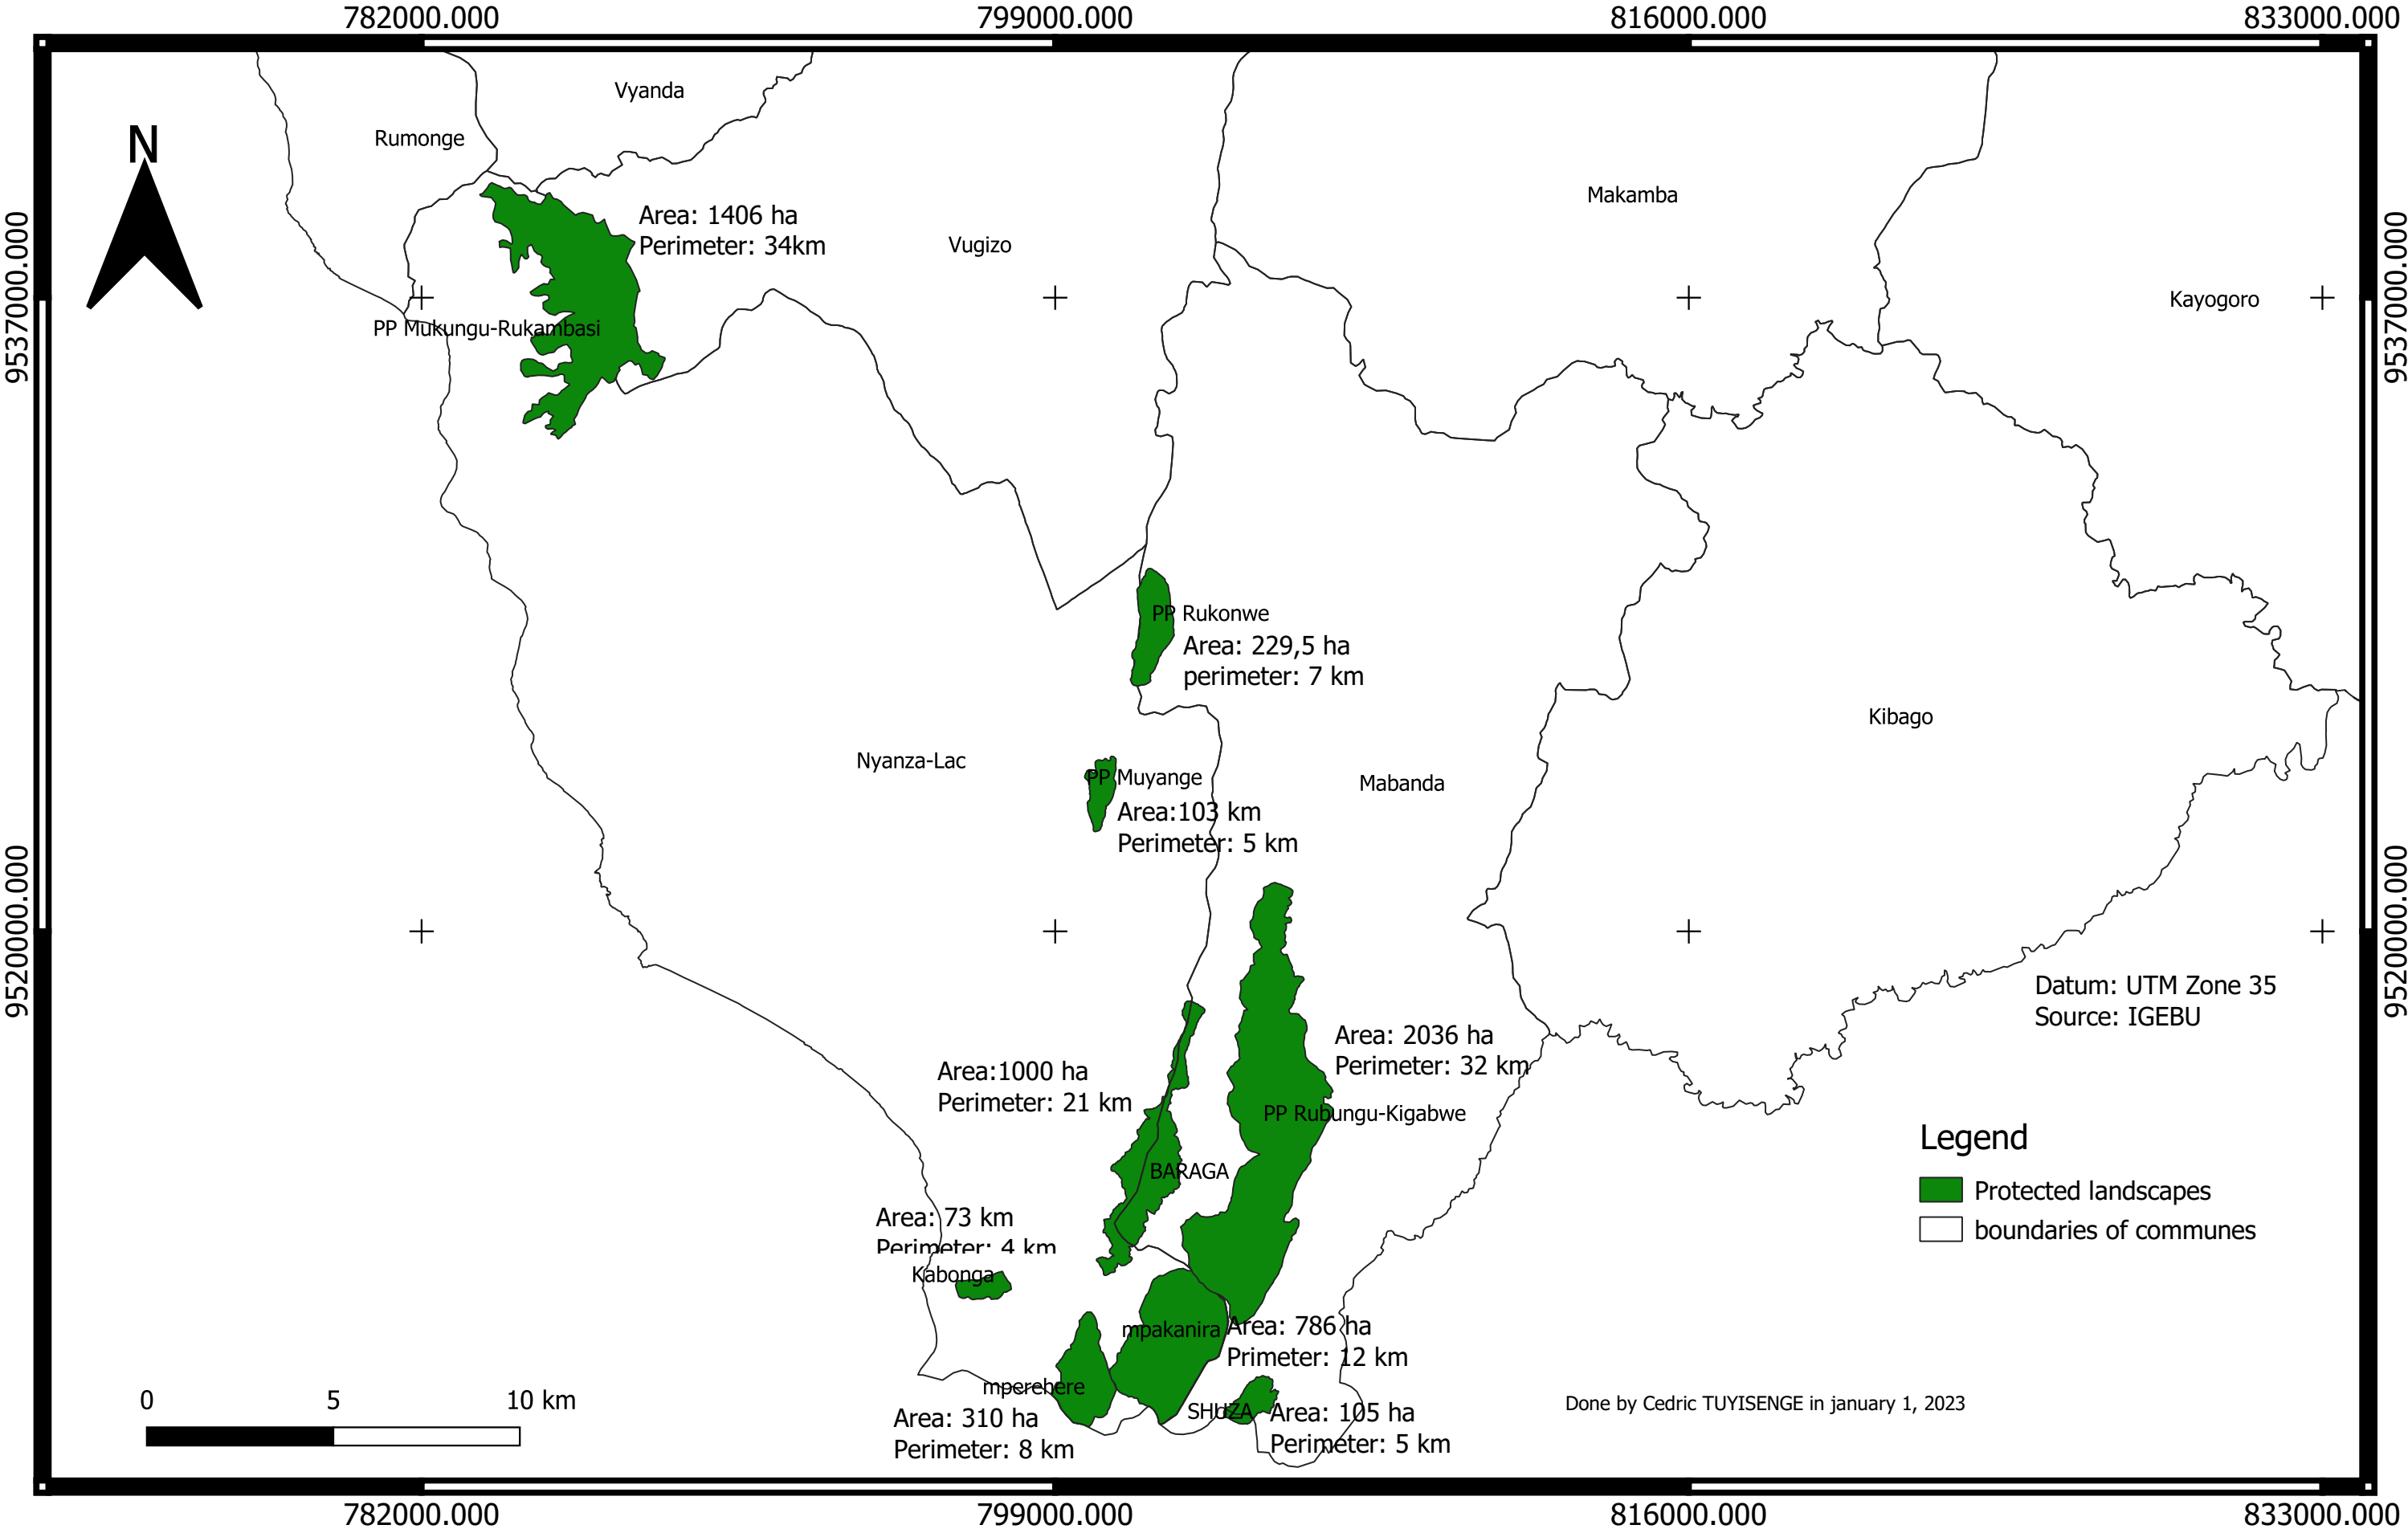 782000.000
799000.000
816000.000
833000.000
N
Vyanda
Rumonge
Makamba
Area: 1406 ha
Perimeter: 34km
Vugizo
9537000.000
9537000.000
Kayogoro
PP Mukungu-Rukambasi
PP Rukonwe
Area: 229,5 ha
perimeter: 7 km
Kibago
Nyanza-Lac
PP Muyange
Mabanda
Area:103 km
Perimeter: 5 km
9520000.000
9520000.000
Datum: UTM Zone 35
Source: IGEBU
Area: 2036 ha
Perimeter: 32 km
Area:1000 ha
Perimeter: 21 km
PP Rubungu-Kigabwe
BARAGA
Legend
Protected landscapes
boundaries of communes
Area: 73 km
Perimeter: 4 km
Kabonga
mpakanira
Area: 786 ha
Primeter: 12 km
mperehere
Area: 310 ha
Perimeter: 8 km
SHUZA
Area: 105 ha
Perimeter: 5 km
0 5 10 km
Done by Cedric TUYISENGE in january 1, 2023
782000.000
799000.000
816000.000
833000.000